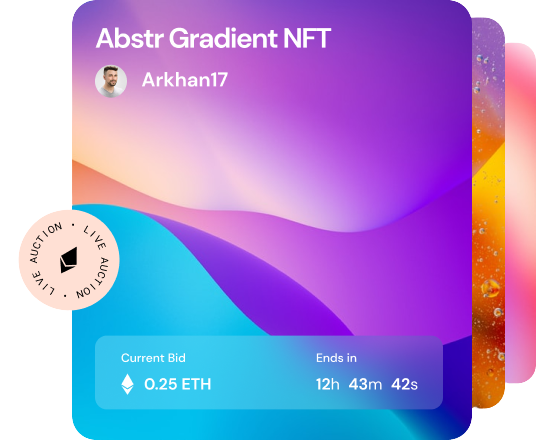 Abstr Gradient NFT
Arkhan17
LIVE AUCTION • LIVE AUCTION •
Current Bid
0.25 ETH
Ends in
12h 43m 42s